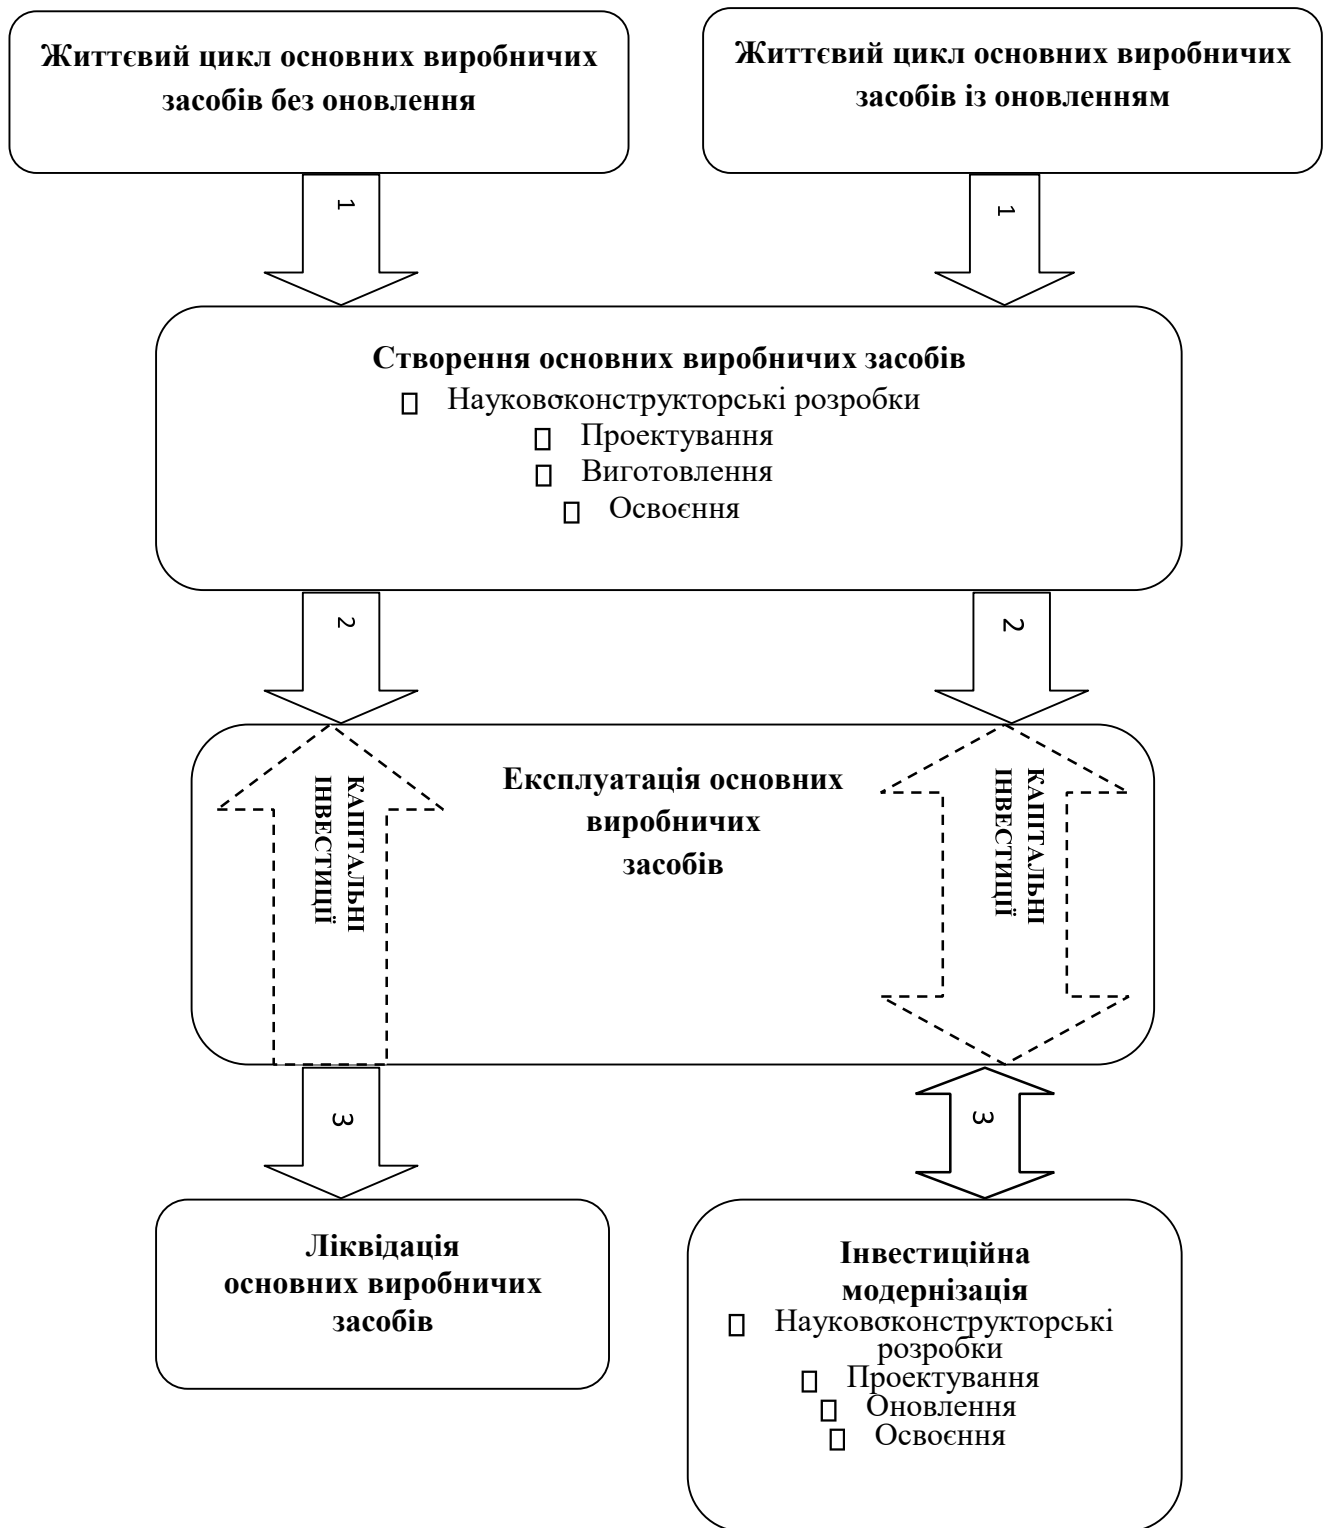 Життєвий цикл основних виробничих
засобів без оновлення
Життєвий цикл основних виробничих
засобів із оновленням
1
1
Створення основних виробничих засобів
Науковоконструкторські розробки
Проектування
Виготовлення
Освоєння
2
2
КАПІТАЛЬНІ
ІНВЕСТИЦІЇ
Експлуатація основних
виробничих
засобів
КАПІТАЛЬНІ
ІНВЕСТИЦІЇ
3
3
Ліквідація
основних виробничих
засобів
Інвестиційна
модернізація
Науковоконструкторські
розробки
Проектування
Оновлення
Освоєння